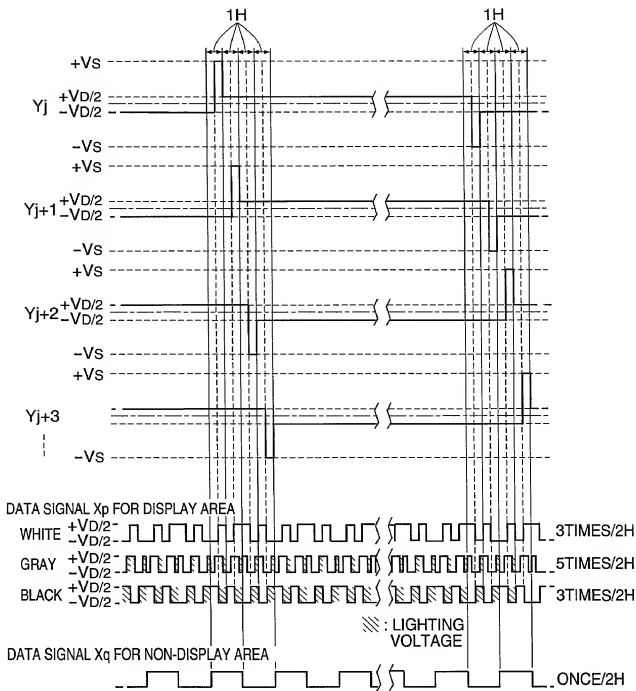 1H 1H
+VS
Yj +VD/2
−VD/2
−VS
+VS
Yj+1 +VD/2
−VD/2
−VS
+VS
Yj+2 +VD/2
−VD/2
−VS
+VS
Yj+3
−VS
DATA SIGNAL Xp FOR DISPLAY AREA
WHITE +VD/2
−VD/2 3TIMES/2H
GRAY +VD/2
−VD/2 5TIMES/2H
BLACK +VD/2
−VD/2 3TIMES/2H
: LIGHTING
VOLTAGE
DATA SIGNAL Xq FOR NON-DISPLAY AREA
ONCE/2H